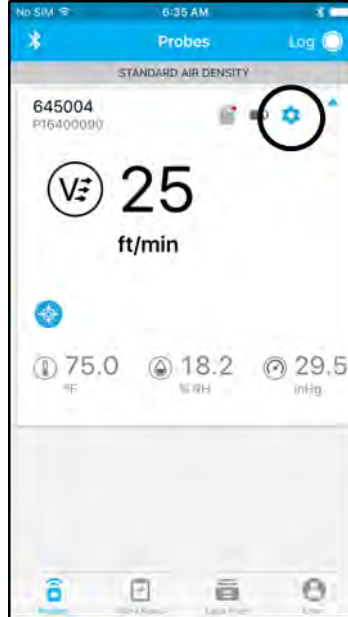 No SIM 6:35 AM
Probes Log
STANDARD AIR DENSITY
645004
P16400090
V 25
ft/min
75.0 18.2 29.5
°F %RH inHg
Probes